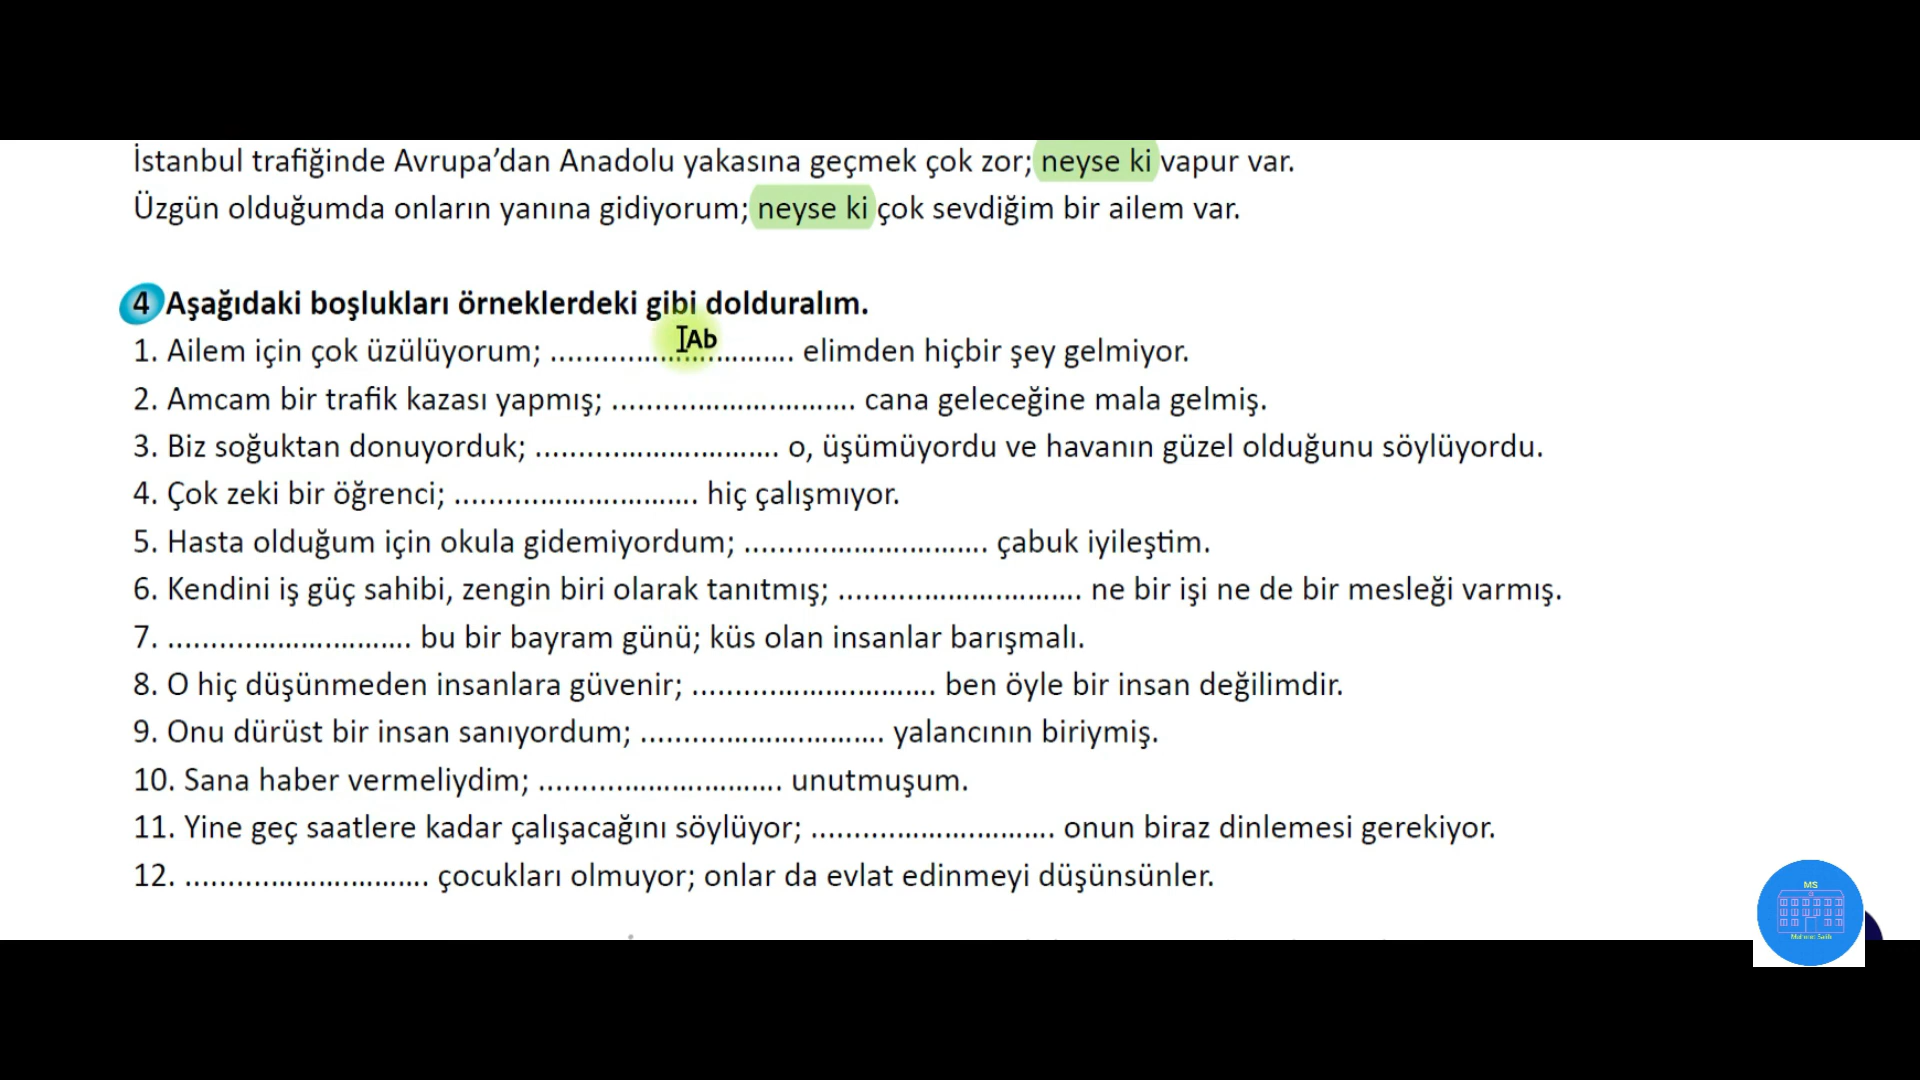 İstanbul trafiğinde Avrupa’dan Anadolu yakasına geçmek çok zor; neyse ki vapur var.
Üzgün olduğumda onların yanına gidiyorum; neyse ki çok sevdiğim bir ailem var.
4 Aşağıdaki boşlukları örneklerdeki gibi dolduralım.
Ab
1. Ailem için çok üzülüyorum; ............................ elimden hiçbir şey gelmiyor.
2. Amcam bir trafik kazası yapmış; ............................ cana geleceğine mala gelmiş.
3. Biz soğuktan donuyorduk; ............................ o, üşümüyordu ve havanın güzel olduğunu söylüyordu.
4. Çok zeki bir öğrenci; ............................ hiç çalışmıyor.
5. Hasta olduğum için okula gidemiyordum; ............................ çabuk iyileştim.
6. Kendini iş güç sahibi, zengin biri olarak tanıtmış; ............................ ne bir işi ne de bir mesleği varmış.
7. ............................ bu bir bayram günü; küs olan insanlar barışmalı.
8. O hiç düşünmeden insanlara güvenir; ............................ ben öyle bir insan değilimdir.
9. Onu dürüst bir insan sanıyordum; ............................ yalancının biriymiş.
10. Sana haber vermeliydim; ............................ unutmuşum.
11. Yine geç saatlere kadar çalışacağını söylüyor; ............................ onun biraz dinlemesi gerekiyor.
12. ............................ çocukları olmuyor; onlar da evlat edinmeyi düşünsünler.
MS